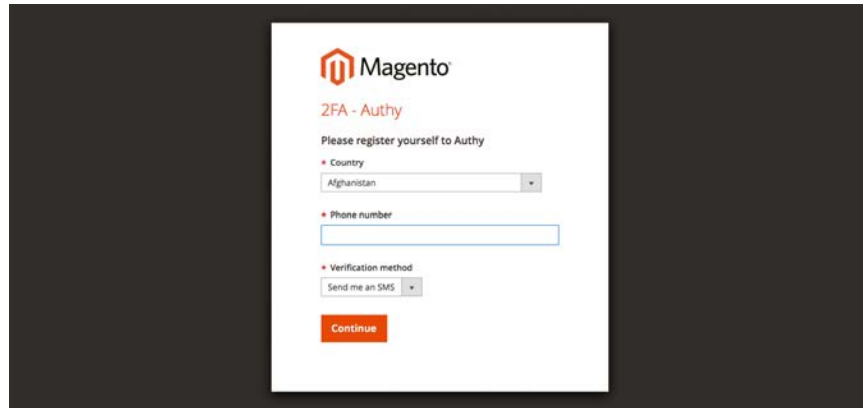 Magento
2FA - Authy
Please register yourself to Authy
* Country
Afghanistan
* Phone number
* Verification method
Send me an SMS
Continue